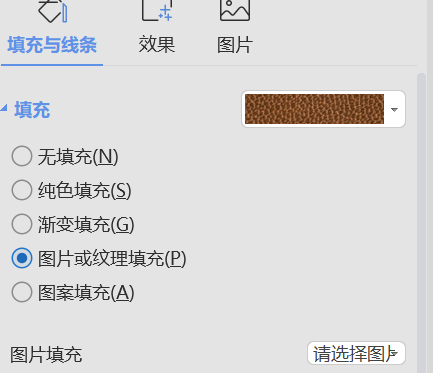 填充与线条 效果 图片
填充
无填充(N)
纯色填充(S)
渐变填充(G)
图片或纹理填充(P)
图案填充(A)
图片填充 请选择图片